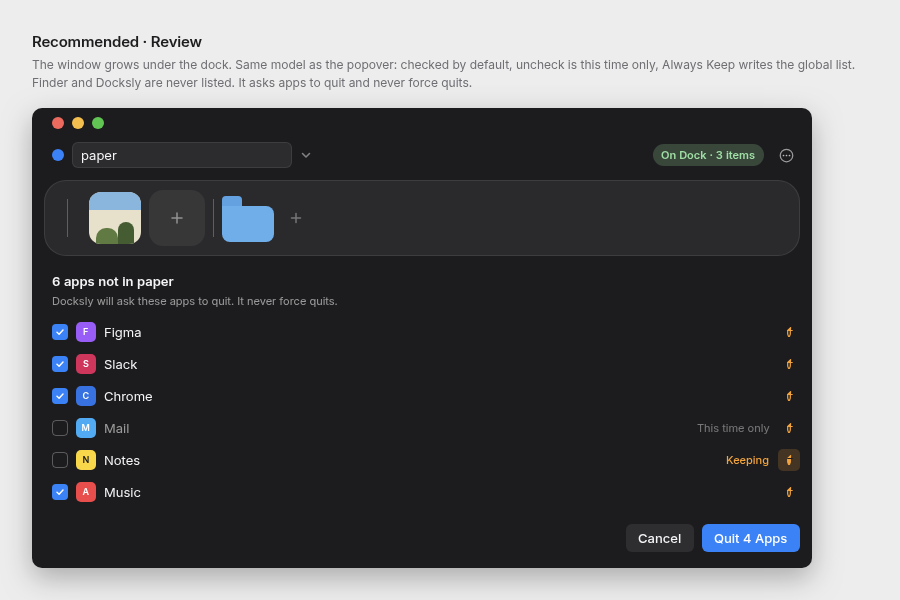 Recommended · Review
The window grows under the dock. Same model as the popover: checked by default, uncheck is this time only, Always Keep writes the global list.
Finder and Docksly are never listed. It asks apps to quit and never force quits.
paper
On Dock · 3 items
6 apps not in paper
Docksly will ask these apps to quit. It never force quits.
F Figma
S Slack
C Chrome
M Mail This time only
N Notes Keeping
A Music
Cancel Quit 4 Apps